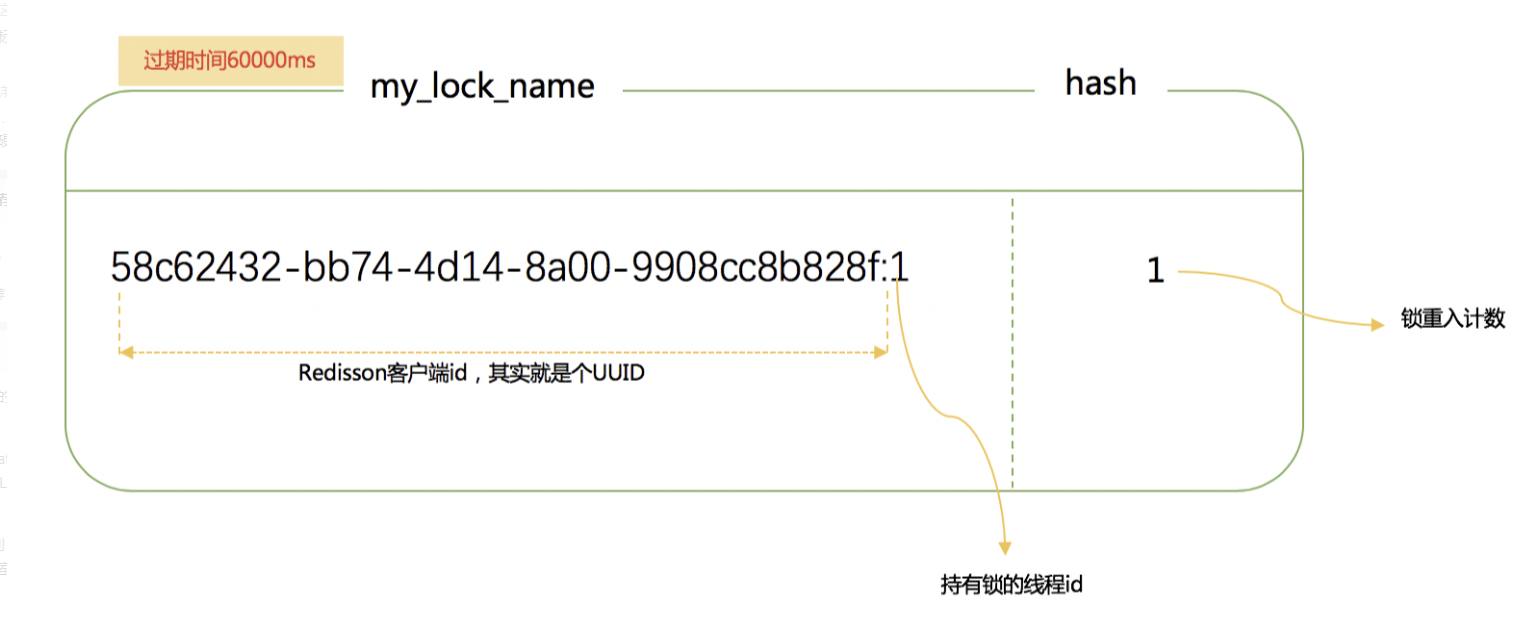 过期时间60000ms
my_lock_name
hash
58c62432-bb74-4d14-8a00-9908cc8b828f:1
1
锁重入计数
Redisson客户端id，其实就是个UUID
持有锁的线程id